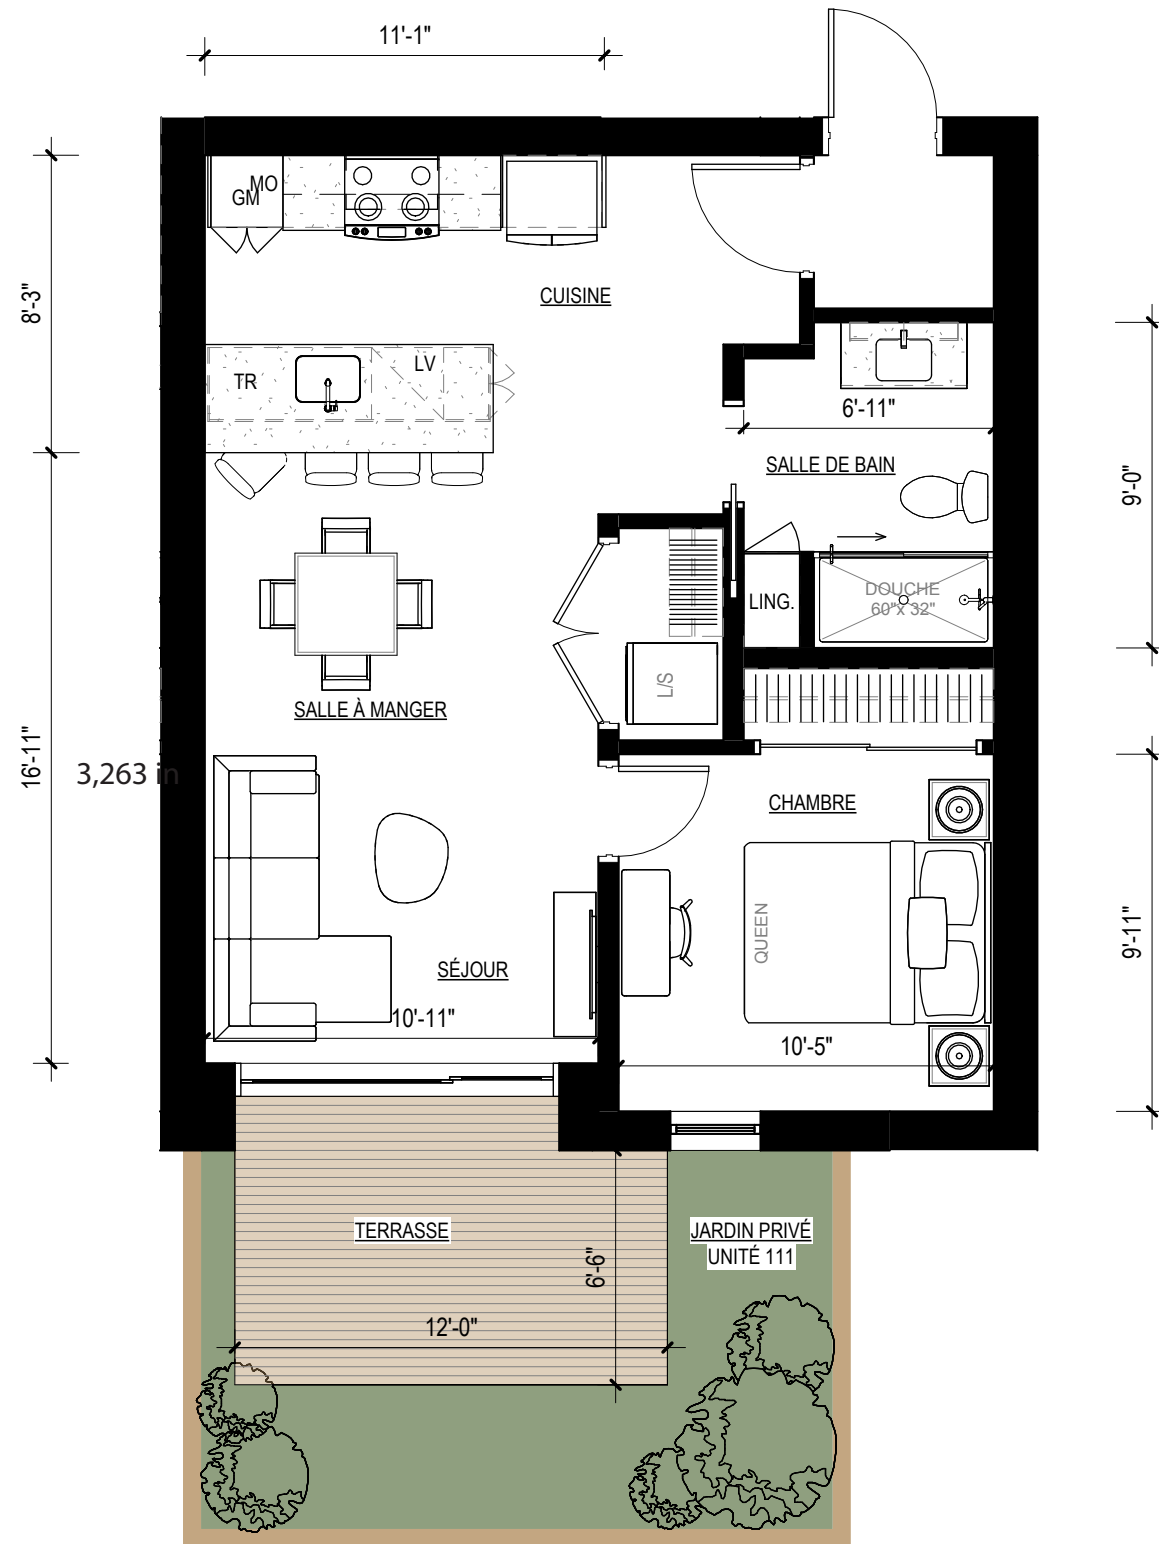 11'-1"
MO
GM
8'-3"
CUISINE
TR
LV
6'-11"
SALLE DE BAIN
9'-0"
DOUCHE
60"x 32"
LING.
L/S
SALLE À MANGER
16'-11"
3,263 in
CHAMBRE
QUEEN
9'-11"
SÉJOUR
10'-11"
10'-5"
TERRASSE
JARDIN PRIVÉ
UNITÉ 111
6'-6"
12'-0"